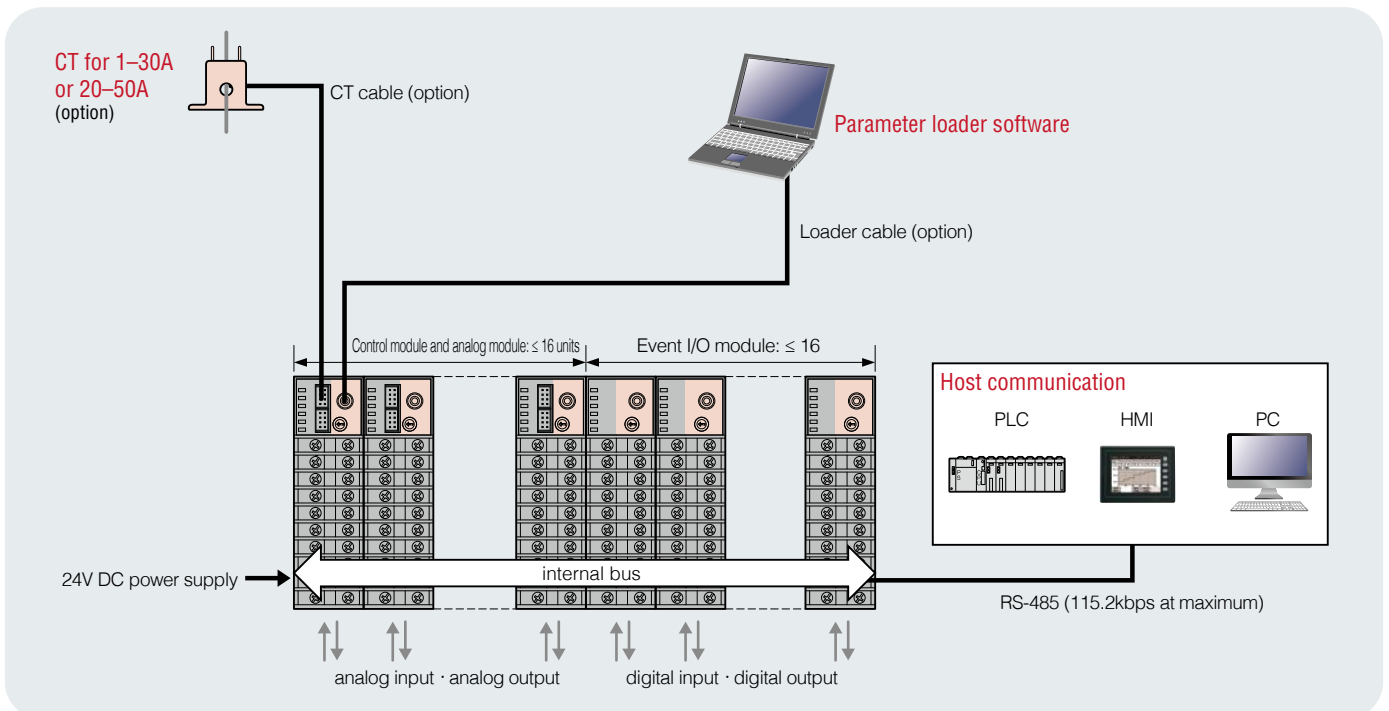 CT for 1–30A
or 20–50A
(option)
CT cable (option)
Parameter loader software
Loader cable (option)
Control module and analog module: ≤ 16 units
Event I/O module: ≤ 16
Host communication
PLC
HMI
PC
24V DC power supply
internal bus
RS-485 (115.2kbps at maximum)
analog input · analog output
digital input · digital output